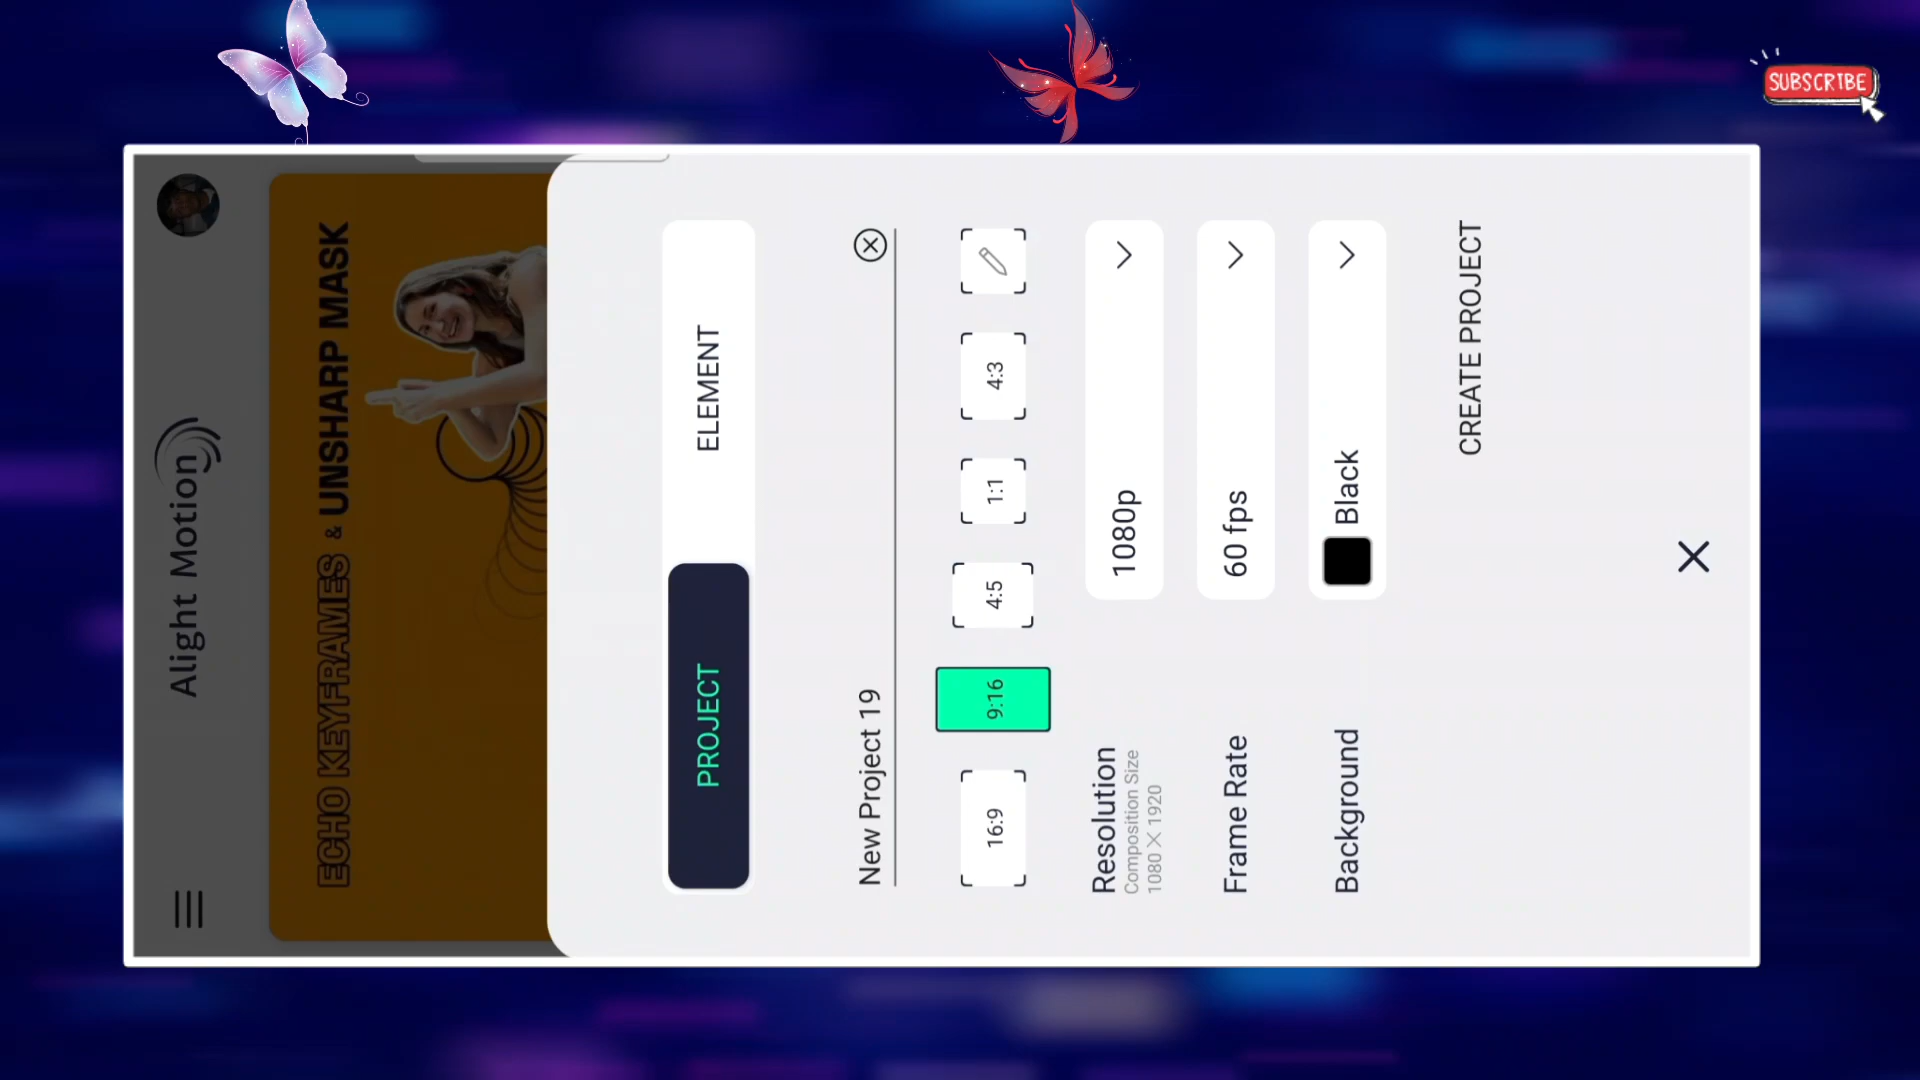 SUBSCRIBE
Alight Motion
ECHO KEYFRAMES & UNSHARP MASK
PROJECT
ELEMENT
New Project 19
16:9
9:16
4:5
1:1
4:3
Resolution
Composition Size
1080 X 1920
1080p
Frame Rate
60 fps
Background
Black
CREATE PROJECT